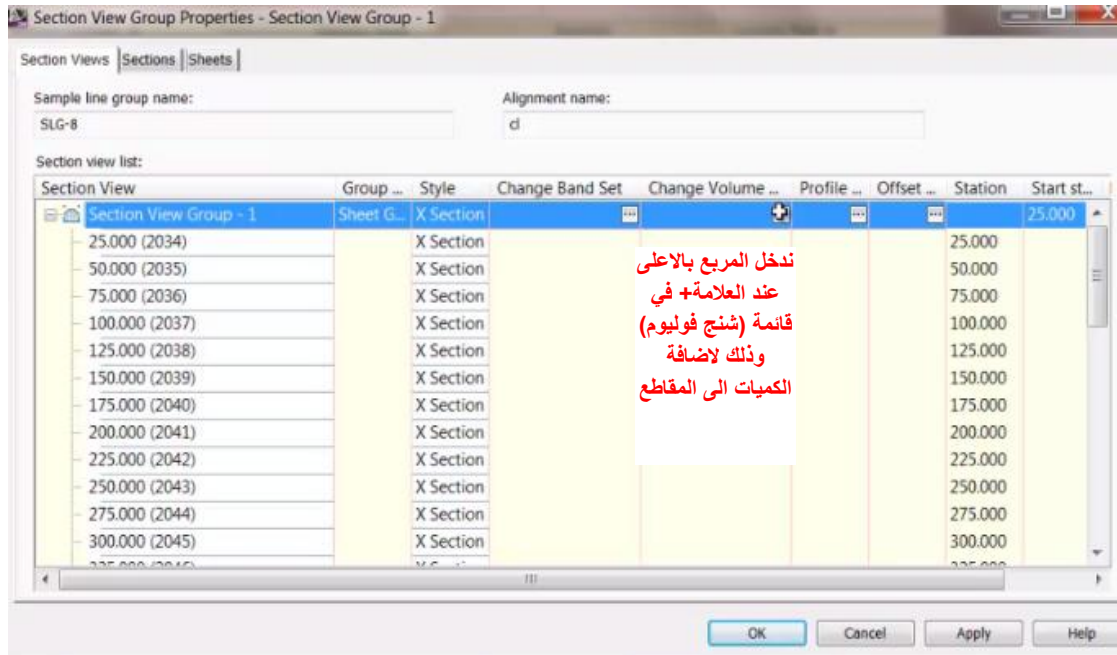 Section View Group Properties - Section View Group - 1
Section Views Sections Sheets
Sample line group name: Alignment name:
SLG-8 cl
Section view list:
Section View Group ... Style Change Band Set Change Volume ... Profile ... Offset ... Station Start st...
Section View Group - 1 Sheet G... X Section 25.000
25.000 (2034) X Section 25.000
50.000 (2035) X Section 50.000
75.000 (2036) X Section 75.000
100.000 (2037) X Section 100.000
125.000 (2038) X Section 125.000
150.000 (2039) X Section 150.000
175.000 (2040) X Section 175.000
200.000 (2041) X Section 200.000
225.000 (2042) X Section 225.000
250.000 (2043) X Section 250.000
275.000 (2044) X Section 275.000
300.000 (2045) X Section 300.000
ندخل المربع بالاعلى
عند العلامة+ في
قائمة (شنج فوليوم)
وذلك لاضافة
الكميات الى المقاطع
OK Cancel Apply Help